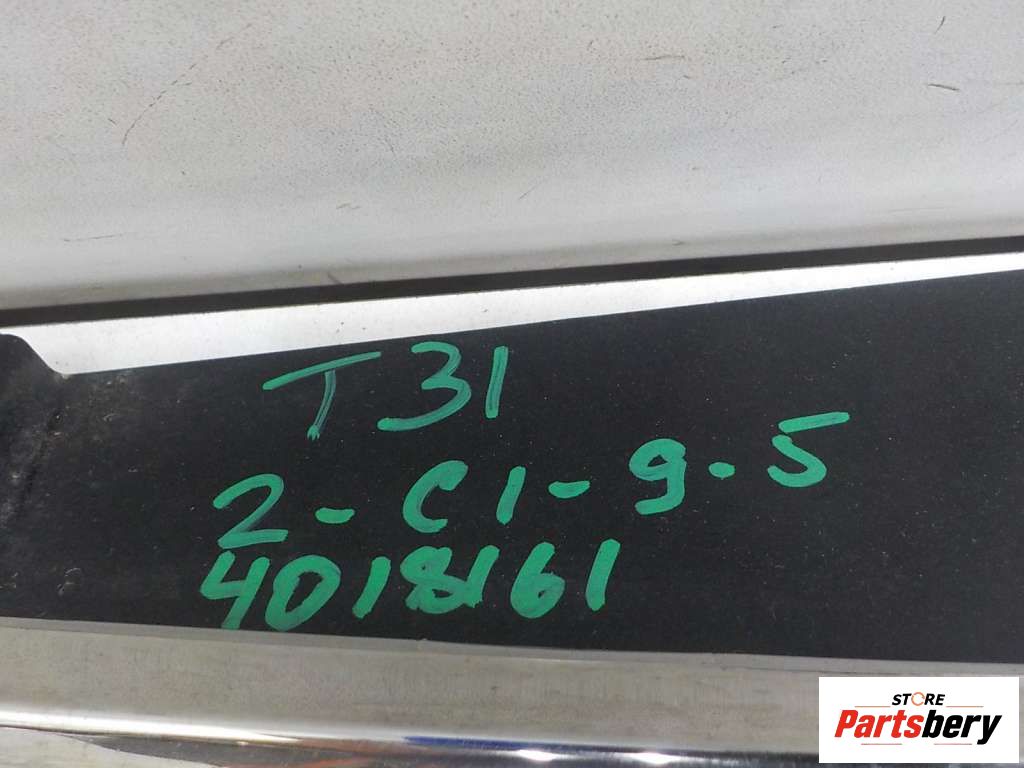 T31
2-C1-9-5
4018161
STORE
Partsbery